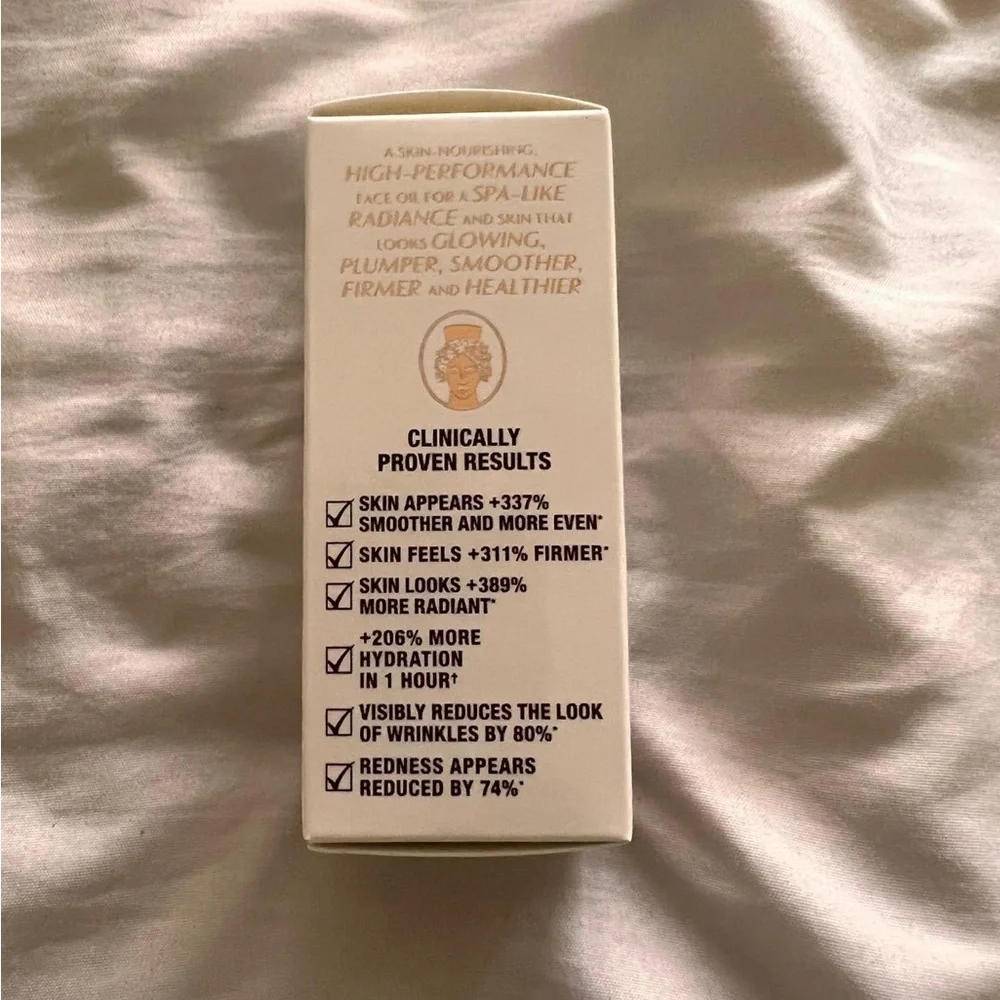 A SKIN-NOURISHING,
HIGH-PERFORMANCE
FACE OIL FOR A SPA-LIKE
RADIANCE AND SKIN THAT
LOOKS GLOWING,
PLUMPER, SMOOTHER,
FIRMER AND HEALTHIER
CLINICALLY
PROVEN RESULTS
SKIN APPEARS +337%
SMOOTHER AND MORE EVEN*
SKIN FEELS +311% FIRMER*
SKIN LOOKS +389%
MORE RADIANT*
+206% MORE
HYDRATION
IN 1 HOUR†
VISIBLY REDUCES THE LOOK
OF WRINKLES BY 80%*
REDNESS APPEARS
REDUCED BY 74%*